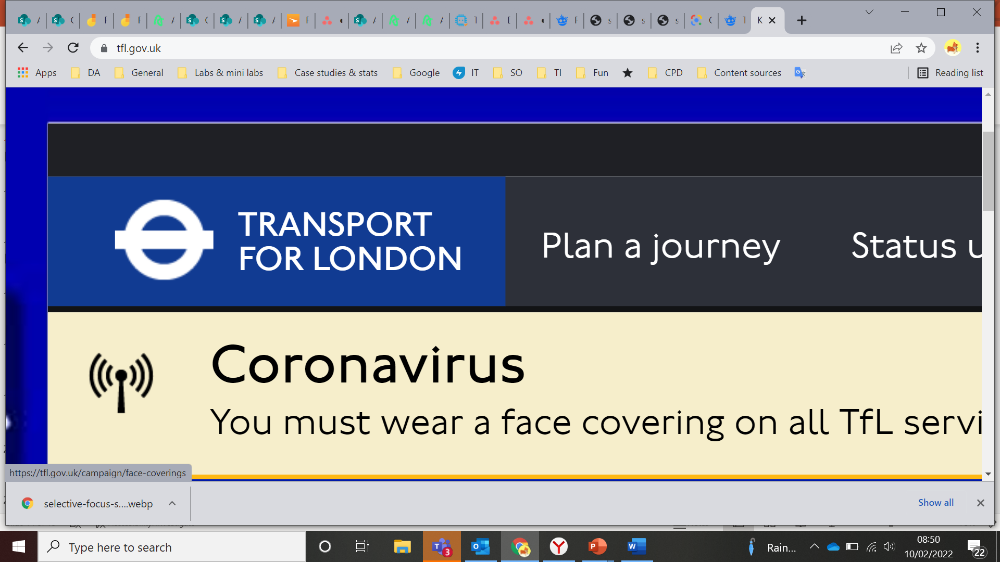 K
tfl.gov.uk
Apps DA General Labs & mini labs Case studies & stats Google IT SO TI Fun CPD Content sources Reading list
TRANSPORT
FOR LONDON
Plan a journey Status u
Coronavirus
You must wear a face covering on all TfL servi
https://tfl.gov.uk/campaign/face-coverings
selective-focus-s....webp Show all
Type here to search
3
Rain...
08:50
10/02/2022
22